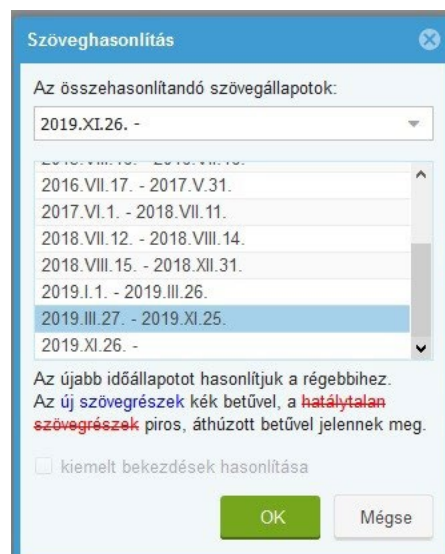 Szöveghasonlítás
Az összehasonlítandó szövegállapotok:
2019.XI.26. -
2016.VII.17. - 2017.V.31.
2017.VI.1. - 2018.VII.11.
2018.VII.12. - 2018.VIII.14.
2018.VIII.15. - 2018.XII.31.
2019.I.1. - 2019.III.26.
2019.III.27. - 2019.XI.25.
2019.XI.26. -
Az újabb időállapotot hasonlítjuk a régebbihez.
Az új szövegrészek kék betűvel, a hatálytalan
szövegrészek piros, áthúzott betűvel jelennek meg.
kiemelt bekezdések hasonlítása
OK Mégse